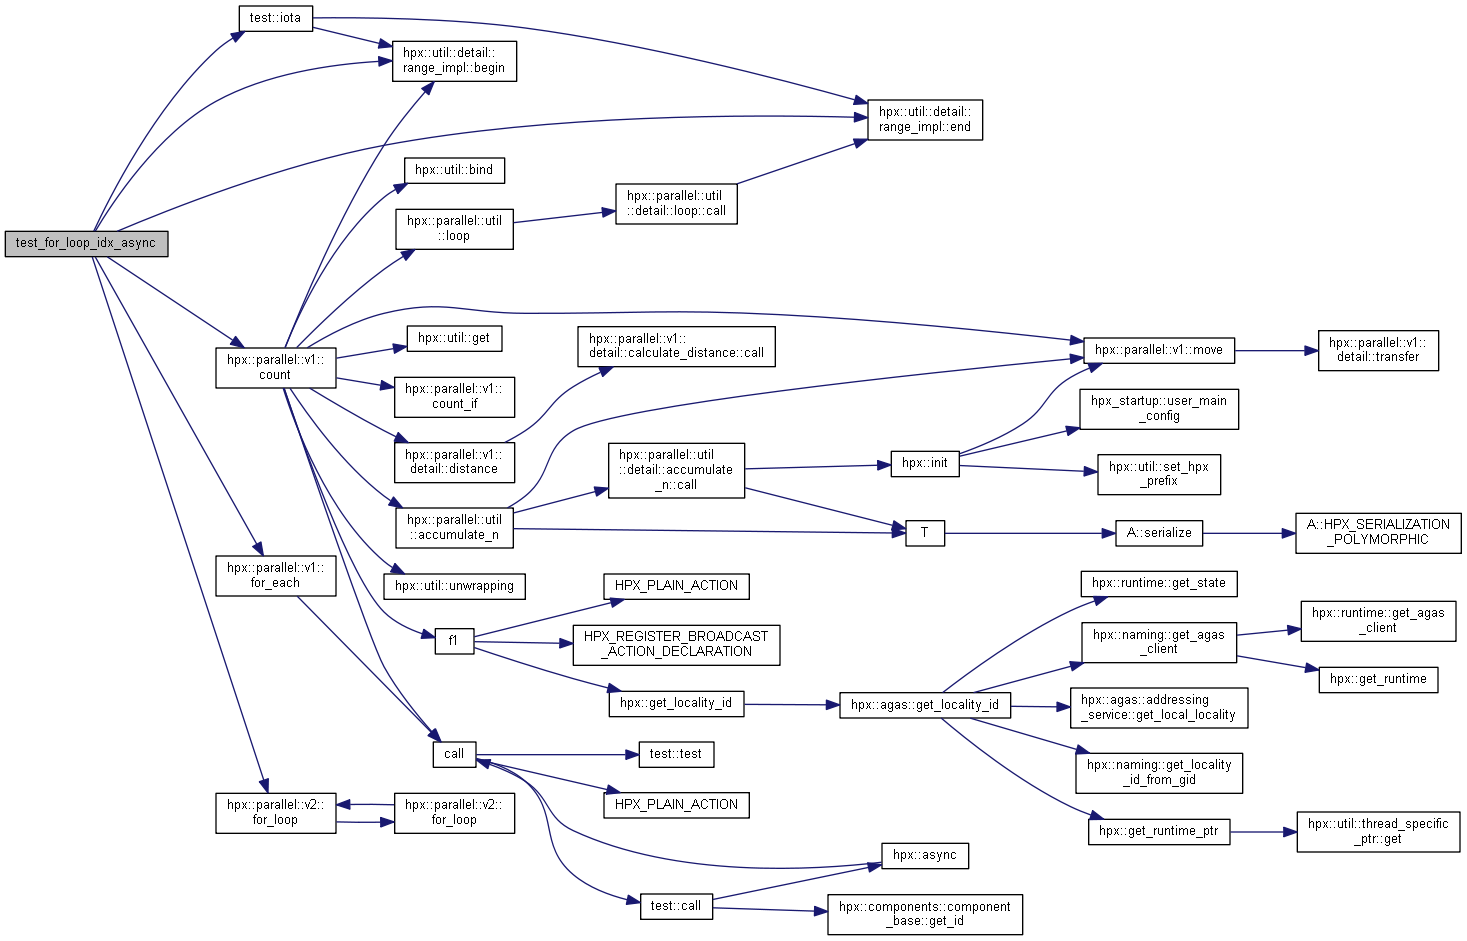 test::iota
hpx::util::detail::
range_impl::begin
hpx::util::detail::
range_impl::end
hpx::util::bind
hpx::parallel::util
::detail::loop::call
hpx::parallel::util
::loop
test_for_loop_idx_async
hpx::util::get
hpx::parallel::v1::
detail::calculate_distance::call
hpx::parallel::v1::move
hpx::parallel::v1::
detail::transfer
hpx::parallel::v1::
count
hpx::parallel::v1::
count_if
hpx_startup::user_main
_config
hpx::parallel::v1::
detail::distance
hpx::parallel::util
::detail::accumulate
_n::call
hpx::init
hpx::util::set_hpx
_prefix
hpx::parallel::util
::accumulate_n
T
A::serialize
A::HPX_SERIALIZATION
_POLYMORPHIC
hpx::parallel::v1::
for_each
hpx::util::unwrapping
HPX_PLAIN_ACTION
hpx::runtime::get_state
f1
HPX_REGISTER_BROADCAST
_ACTION_DECLARATION
hpx::naming::get_agas
_client
hpx::runtime::get_agas
_client
hpx::get_runtime
hpx::get_locality_id
hpx::agas::get_locality_id
hpx::agas::addressing
_service::get_local_locality
call
test::test
hpx::naming::get_locality
_id_from_gid
hpx::parallel::v2::
for_loop
hpx::parallel::v2::
for_loop
HPX_PLAIN_ACTION
hpx::get_runtime_ptr
hpx::util::thread_specific
_ptr::get
hpx::async
test::call
hpx::components::component
_base::get_id